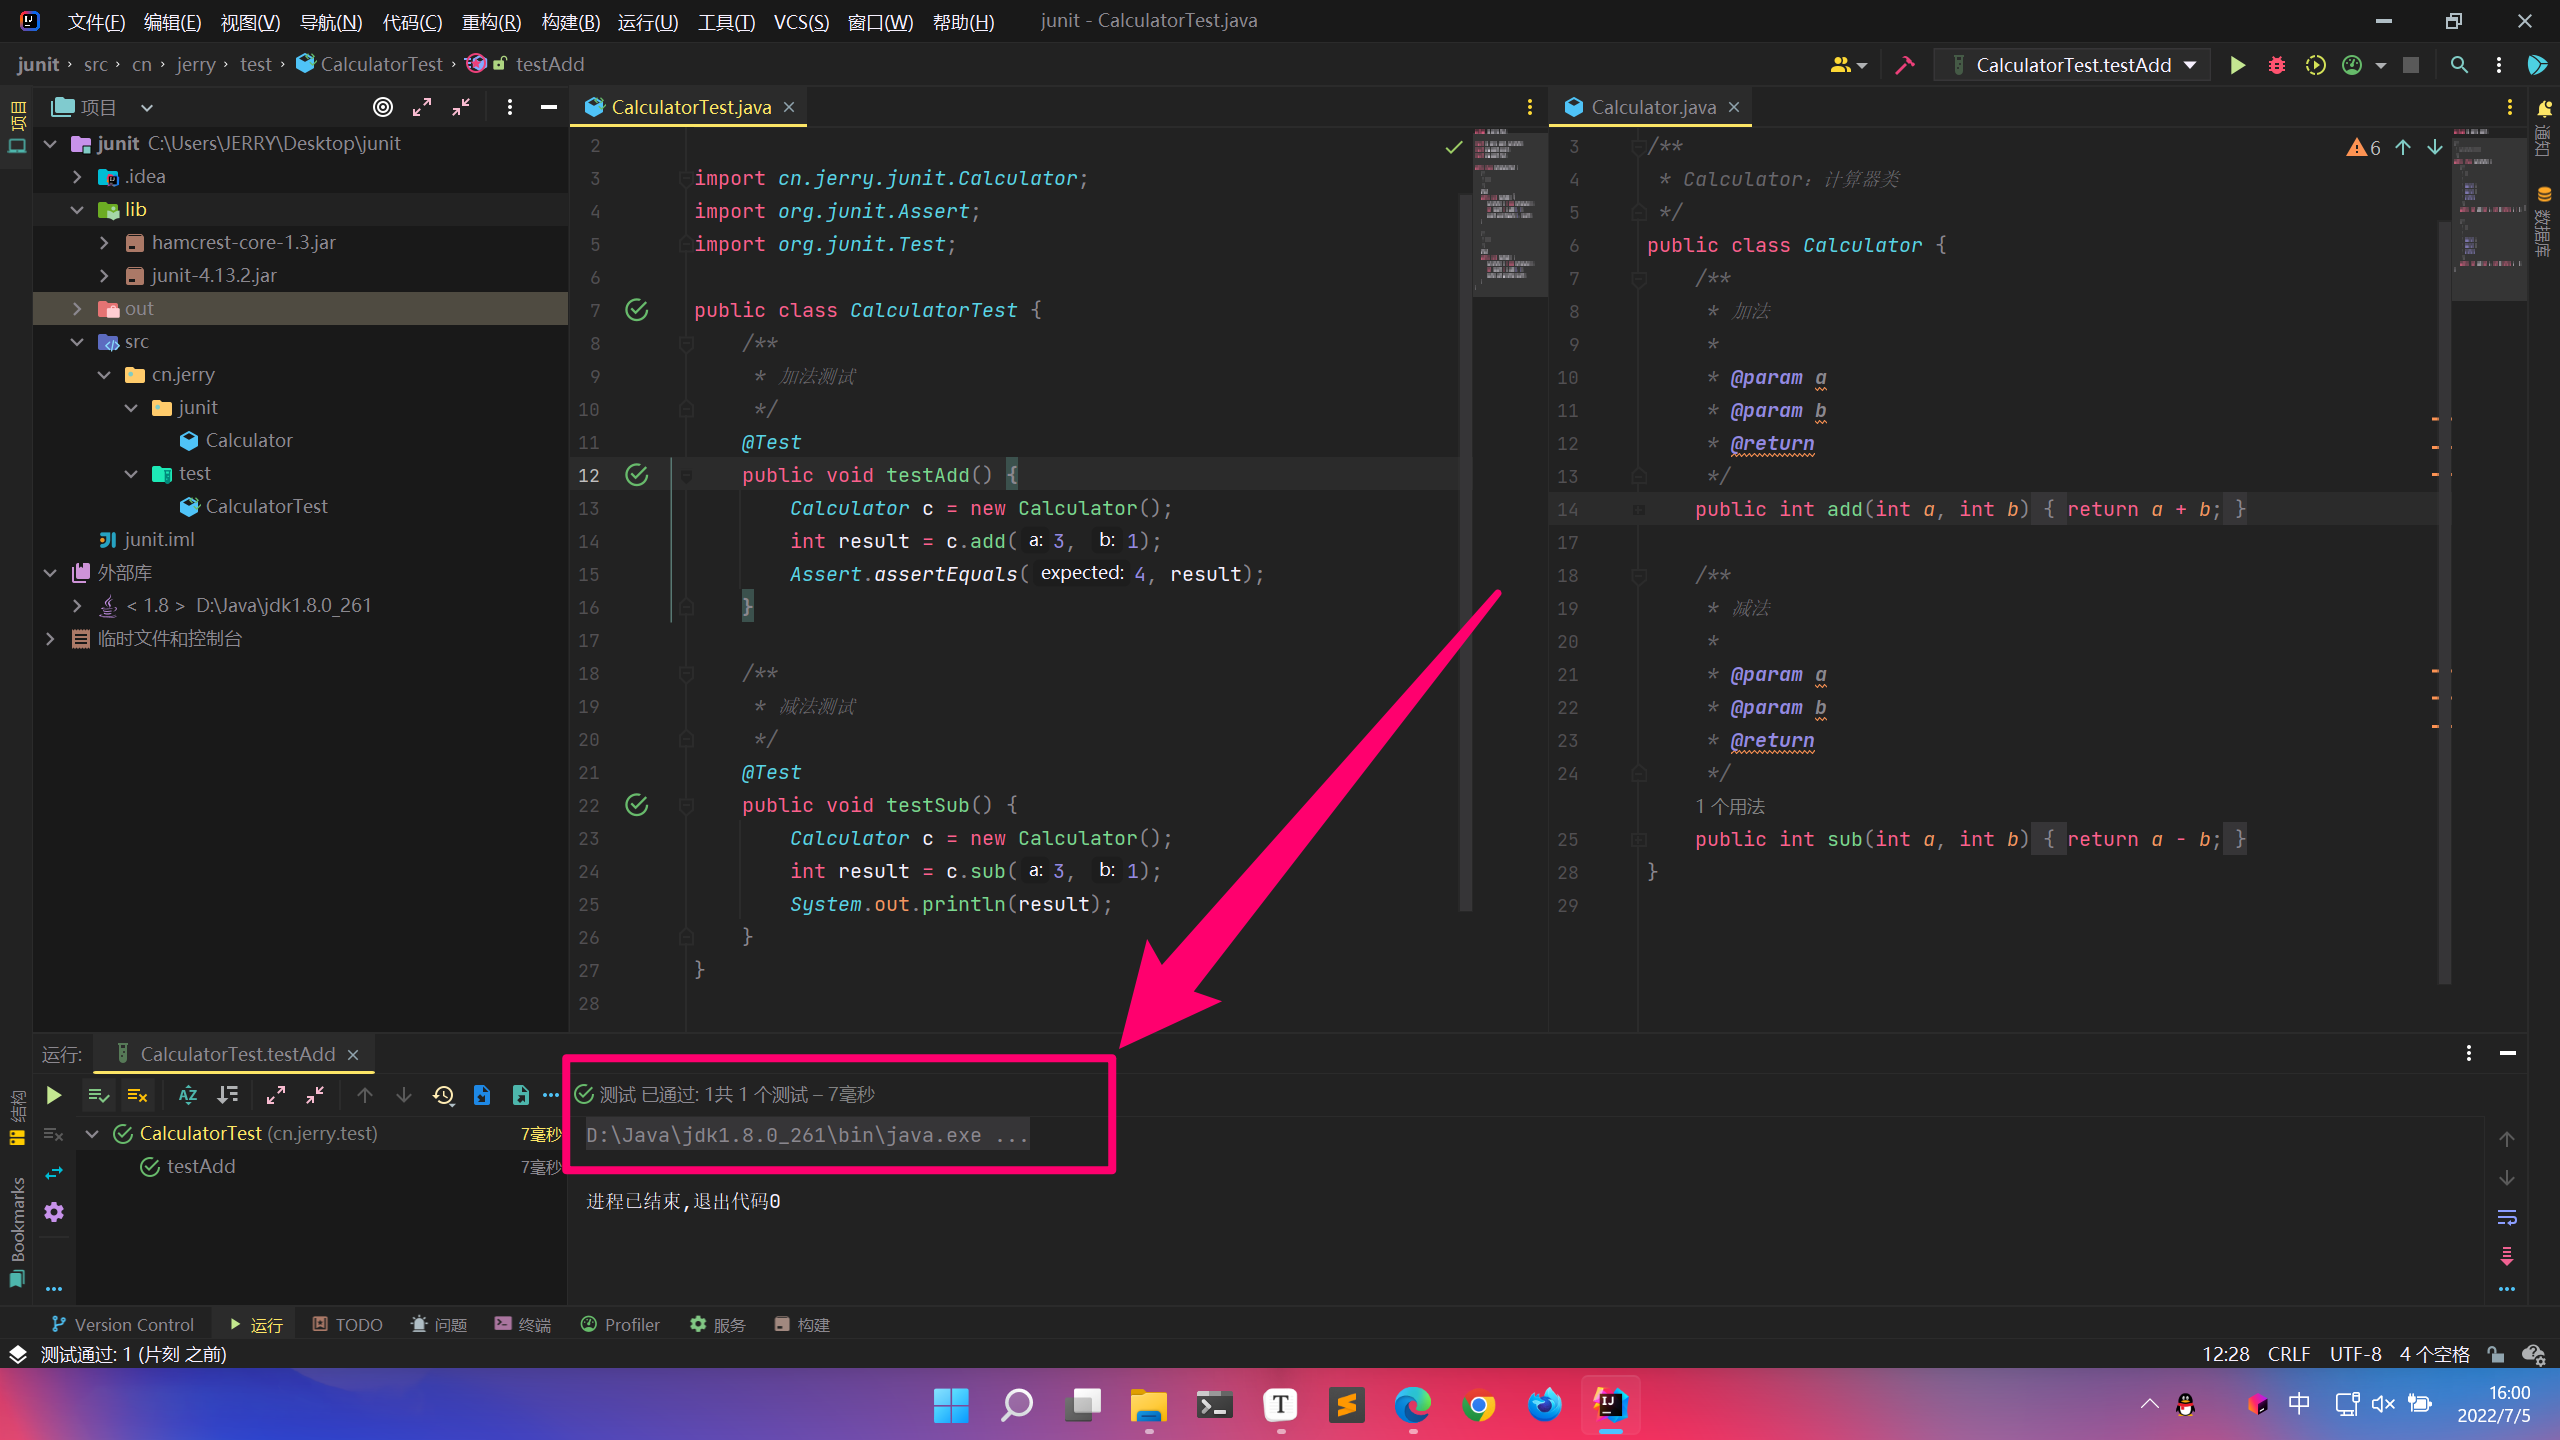 文件(F) 编辑(E) 视图(V) 导航(N) 代码(C) 重构(R) 构建(B) 运行(U) 工具(T) VCS(S) 窗口(W) 帮助(H) junit - CalculatorTest.java
junit › src › cn › jerry › test › CalculatorTest › testAdd
CalculatorTest.testAdd
项目
项目
junit C:\Users\JERRY\Desktop\junit
.idea
lib
hamcrest-core-1.3.jar
junit-4.13.2.jar
out
src
cn.jerry
junit
Calculator
test
CalculatorTest
junit.iml
外部库
< 1.8 > D:\Java\jdk1.8.0_261
临时文件和控制台
结构
Bookmarks
CalculatorTest.java
2
3 import cn.jerry.junit.Calculator;
4 import org.junit.Assert;
5 import org.junit.Test;
6
7 public class CalculatorTest {
8 /**
9 * 加法测试
10 */
11 @Test
12 public void testAdd() {
13 Calculator c = new Calculator();
14 int result = c.add( a: 3, b: 1);
15 Assert.assertEquals( expected: 4, result);
16 }
17
18 /**
19 * 减法测试
20 */
21 @Test
22 public void testSub() {
23 Calculator c = new Calculator();
24 int result = c.sub( a: 3, b: 1);
25 System.out.println(result);
26 }
27 }
28
Calculator.java
6
3 /**
4 * Calculator：计算器类
5 */
6 public class Calculator {
7 /**
8 * 加法
9 *
10 * @param a
11 * @param b
12 * @return
13 */
14 public int add(int a, int b) { return a + b; }
17
18 /**
19 * 减法
20 *
21 * @param a
22 * @param b
23 * @return
24 */
1 个用法
25 public int sub(int a, int b) { return a - b; }
28 }
29
通知
数据库
运行: CalculatorTest.testAdd
测试 已通过: 1共 1 个测试 – 7毫秒
CalculatorTest (cn.jerry.test) 7毫秒
testAdd 7毫秒
D:\Java\jdk1.8.0_261\bin\java.exe ...
进程已结束,退出代码0
Version Control 运行 TODO 问题 终端 Profiler 服务 构建
测试通过: 1 (片刻 之前) 12:28 CRLF UTF-8 4 个空格
中
16:00
2022/7/5